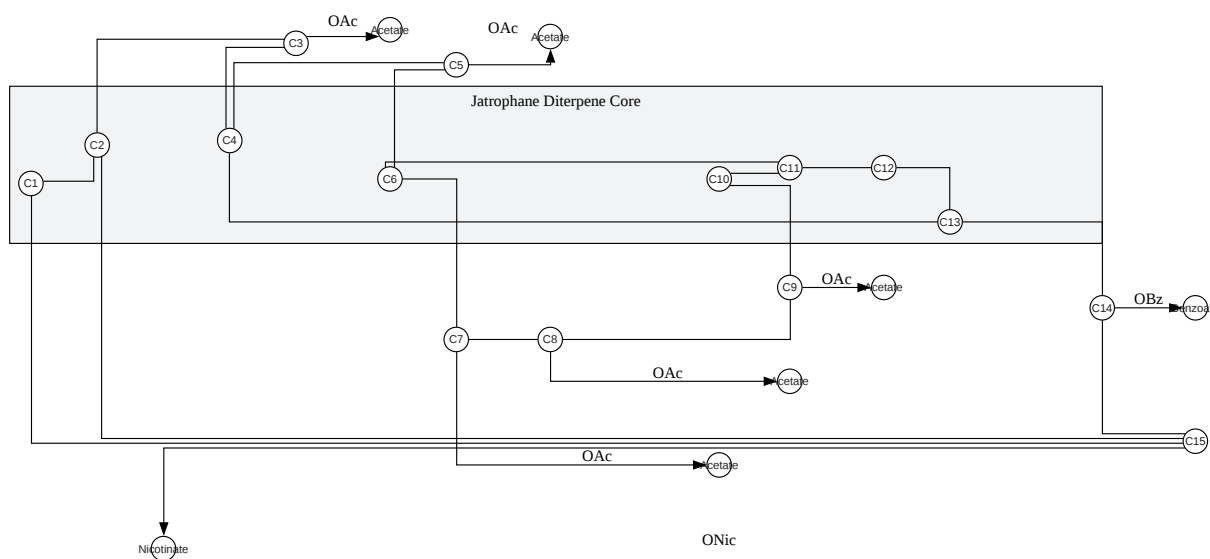 OAc
Acetate
OAc
Acetate
C3
C5
Jatrophane Diterpene Core
C4
C2
C11
C12
C10
C6
C1
C13
C9
OAc
Acetate
C14
OBz
Benzoa
C7
C8
OAc
Acetate
C15
OAc
Acetate
ONic
Nicotinate